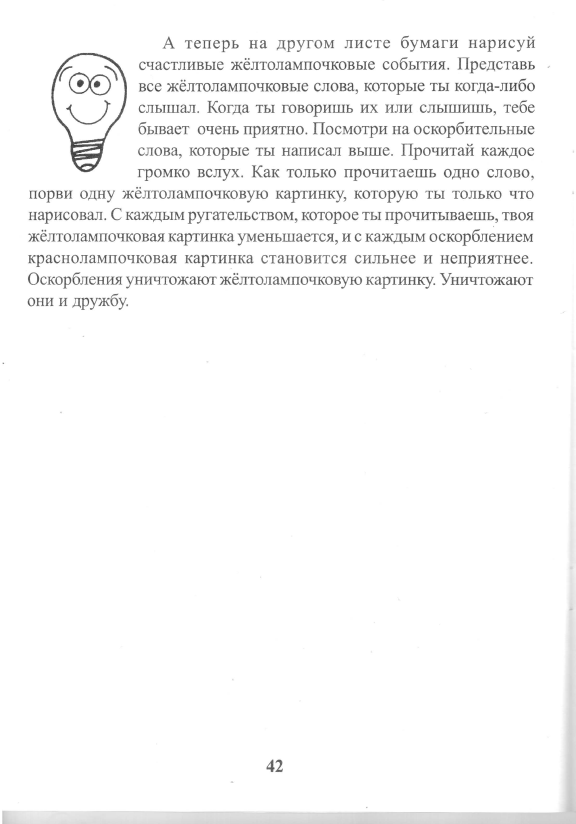 А теперь на другом листе бумаги нарисуй
счастливые жёлтолампочковые события. Представь
все жёлтолампочковые слова, которые ты когда-либо
слышал. Когда ты говоришь их или слышишь, тебе
бывает очень приятно. Посмотри на оскорбительные
слова, которые ты написал выше. Прочитай каждое
громко вслух. Как только прочитаешь одно слово,
порви одну жёлтолампочковую картинку, которую ты только что
нарисовал. С каждым ругательством, которое ты прочитываешь, твоя
жёлтолампочковая картинка уменьшается, и с каждым оскорблением
краснолампочковая картинка становится сильнее и неприятнее.
Оскорбления уничтожают жёлтолампочковую картинку. Уничтожают
они и дружбу.
42